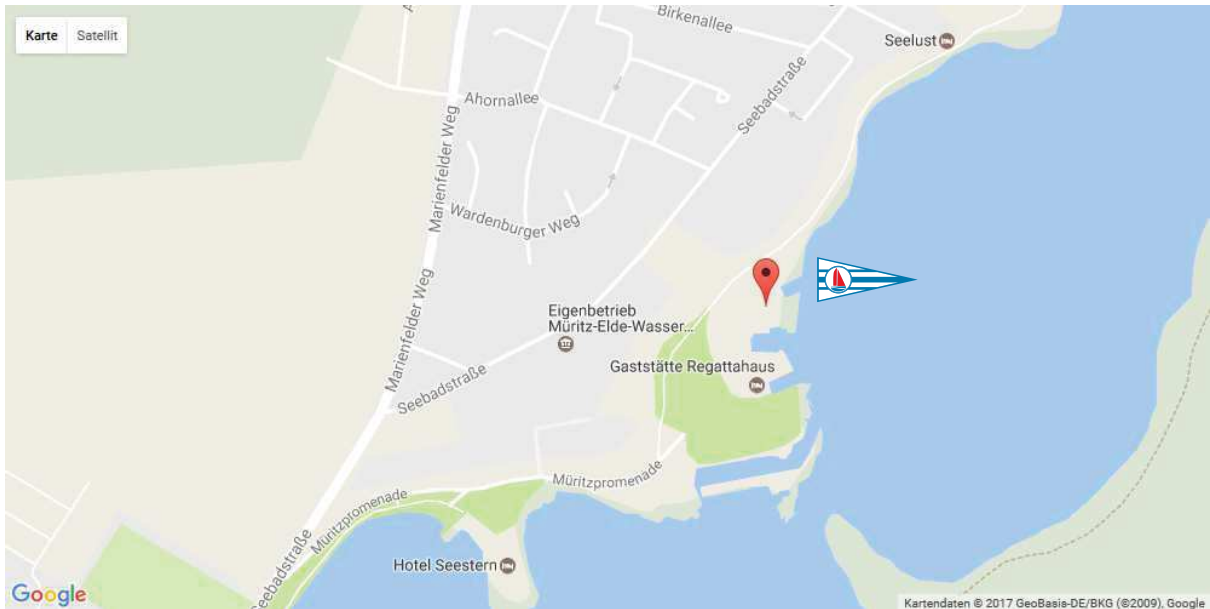 Karte Satellit
Birkenallee
Seelust
Ahornallee
Seebadstraße
Marienfelder Weg
Wardenburger Weg
Marienfelder Weg
Eigenbetrieb
Müritz-Elde-Wasser...
Gaststätte Regattahaus
Seebadstraße
Müritzpromenade
Müritzpromenade
Seebadstraße
Hotel Seestern
Google
Kartendaten © 2017 GeoBasis-DE/BKG (©2009), Google